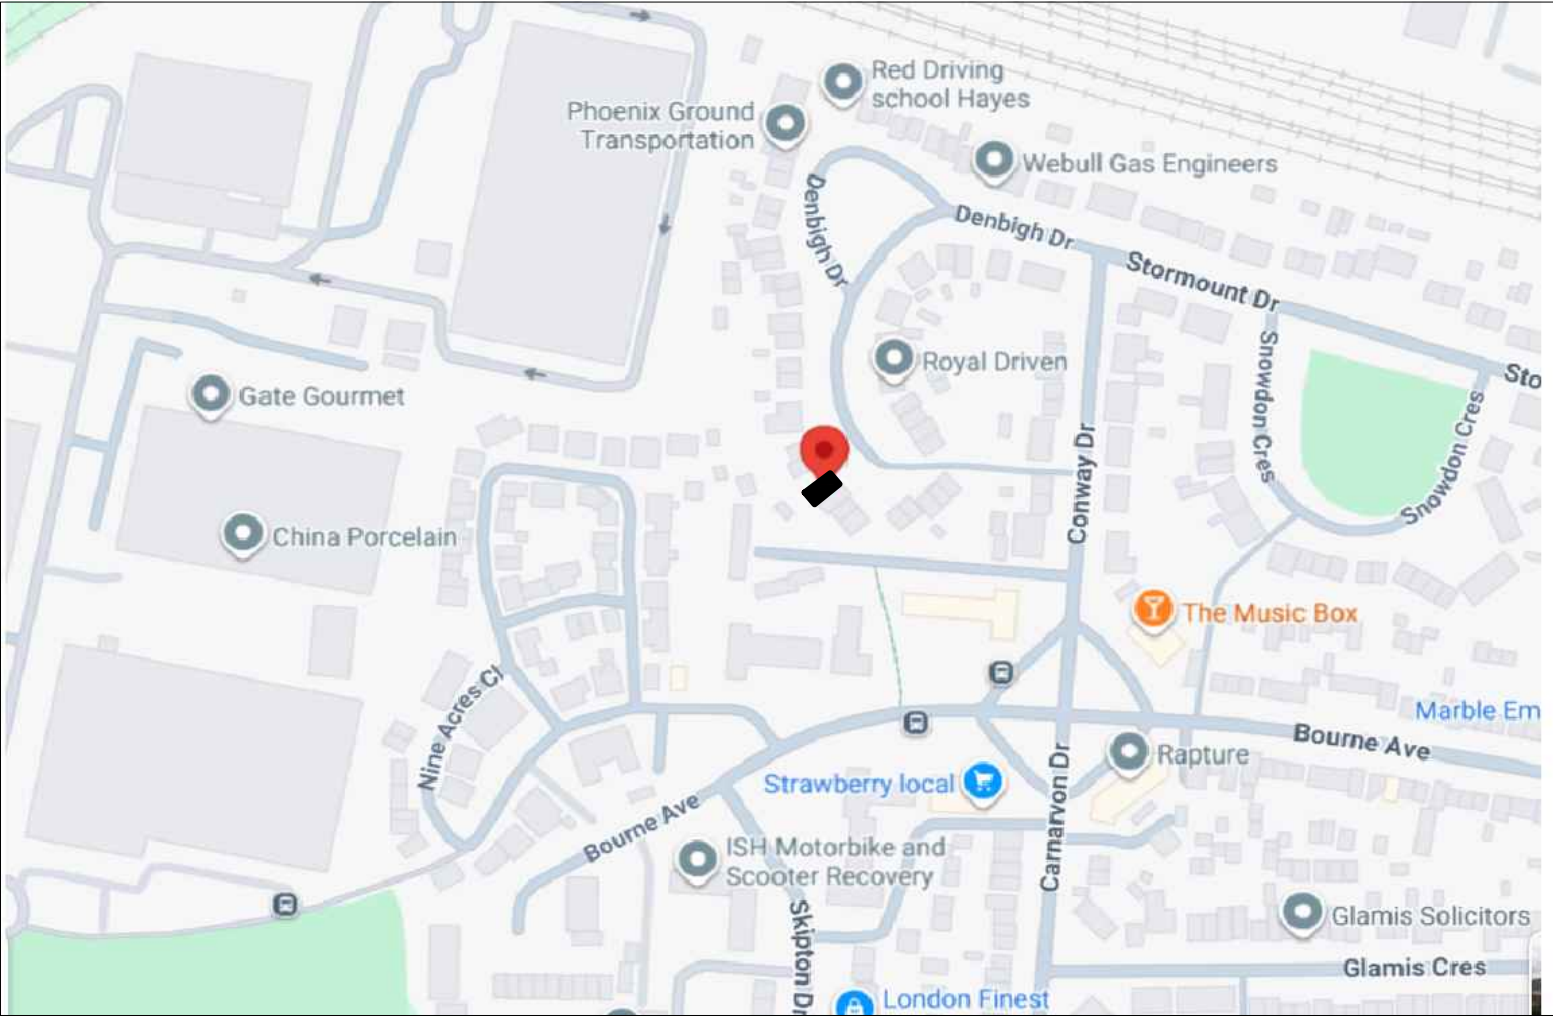 Red Driving
school Hayes
Phoenix Ground
Transportation
Webull Gas Engineers
Denbigh Dr
Denbigh Dr
Stormount Dr
Sto
Snowdon Cres
Snowdon Cres
Royal Driven
Gate Gourmet
Conway Dr
China Porcelain
The Music Box
Nine Acres Cl
Marble Em
Bourne Ave
Rapture
Strawberry local
Carnarvon Dr
Bourne Ave
ISH Motorbike and
Scooter Recovery
Skipton Dr
Glamis Solicitors
Glamis Cres
London Finest